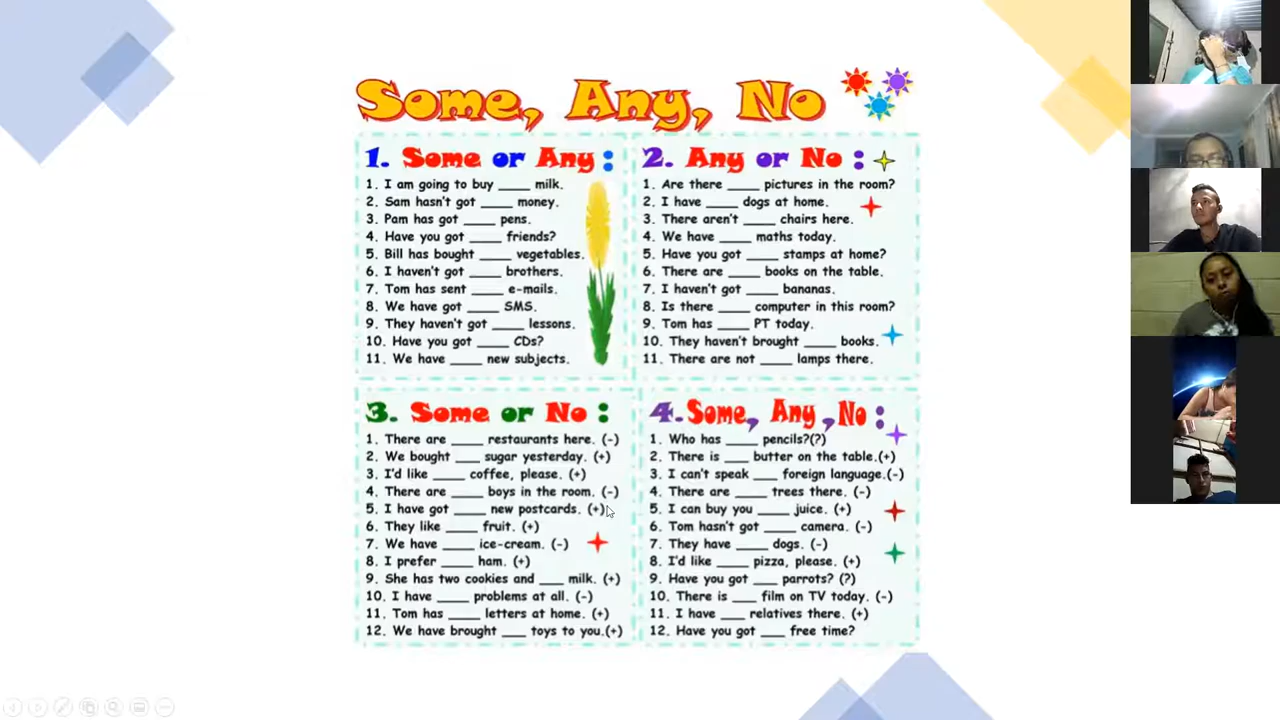 Some, Any, No
1. Some or Any :
1. I am going to buy ____ milk.
2. Sam hasn't got ____ money.
3. Pam has got ____ pens.
4. Have you got ____ friends?
5. Bill has bought ____ vegetables.
6. I haven't got ____ brothers.
7. Tom has sent ____ e-mails.
8. We have got ____ SMS.
9. They haven't got ____ lessons.
10. Have you got ____ CDs?
11. We have ____ new subjects.
2. Any or No :
1. Are there ____ pictures in the room?
2. I have ____ dogs at home.
3. There aren't ____ chairs here.
4. We have ____ maths today.
5. Have you got ____ stamps at home?
6. There are ____ books on the table.
7. I haven't got ____ bananas.
8. Is there ____ computer in this room?
9. Tom has ____ PT today.
10. They haven't brought ____ books.
11. There are not ____ lamps there.
3. Some or No :
1. There are ____ restaurants here. (-)
2. We bought ____ sugar yesterday. (+)
3. I'd like ____ coffee, please. (+)
4. There are ____ boys in the room. (-)
5. I have got ____ new postcards. (+)
6. They like ____ fruit. (+)
7. We have ____ ice-cream. (-)
8. I prefer ____ ham. (+)
9. She has two cookies and ____ milk. (+)
10. I have ____ problems at all. (-)
11. Tom has ____ letters at home. (+)
12. We have brought ____ toys to you.(+)
4. Some, Any ,No :
1. Who has ____ pencils?(?)
2. There is ____ butter on the table.(+)
3. I can't speak ____ foreign language.(-)
4. There are ____ trees there. (-)
5. I can buy you ____ juice. (+)
6. Tom hasn't got ____ camera. (-)
7. They have ____ dogs. (-)
8. I'd like ____ pizza, please. (+)
9. Have you got ____ parrots? (?)
10. There is ____ film on TV today. (-)
11. I have ____ relatives there. (+)
12. Have you got ____ free time?